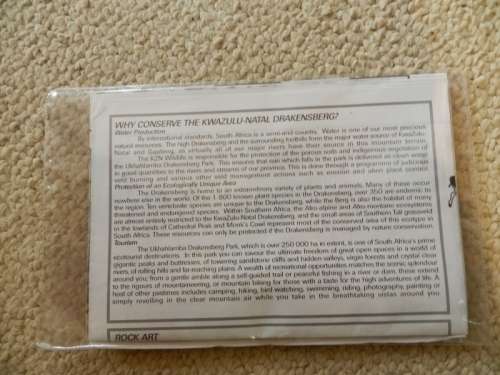 WHY CONSERVE THE KWAZULU-NATAL DRAKENSBERG?
Water Production
By international standards, South Africa is a semi-arid country. Water is one of our most precious
natural resources. The high Drakensberg and the surrounding foothills form the major water source of KwaZulu-
Natal and Gauteng, as virtually all of our major rivers have their source in this mountain terrain.
The KZN Wildlife is responsible for the protection of the porous soils and indigenous vegetation of
the Ukhahlamba Drakensberg Park. This ensures that rain which falls in the park is delivered as clean water
in good quantities to the rivers and streams of our province. This is done through a programme of judicious
veld burning and various other veld management actions such as erosion and alien plant control.
Protection of an Ecologically Unique Area
The Drakensberg is home to an extraordinary variety of plants and animals. Many of these occur
nowhere else in the world. Of the 1 800 known plant species in the Drakensberg, over 350 are endemic to
the region. Ten vertebrate species are unique to the Drakensberg, while the Berg is also the habitat of many
threatened and endangered species. Within Southern Africa, the Afro-alpine and Afro-montane ecosystems
are almost entirely restricted to the KwaZulu-Natal Drakensberg, and the small areas of Southern Tall grassveld
in the lowlands of Cathedral Peak and Monk's Cowl represent most of the conserved area of this ecotype in
South Africa. These resources can only be protected if the Drakensberg is managed by nature conservation.
Tourism
The Ukhahlamba Drakensberg Park, which is over 250 000 ha in extent, is one of South Africa's prime
ecotourist destinations. In this park you can savour the ultimate freedom of great open spaces in a world of
gigantic peaks and buttresses, of towering sandstone cliffs and hidden valleys, virgin forests and crystal clear
rivers, of rolling hills and far-reaching plains. A wealth of recreational opportunities matches the scenic splendour
around you, from a gentle amble along a self-guided trail or peaceful fishing in a river or dam, these extend
to the rigours of mountaineering, or mountain biking for those with a taste for the high adventures of life. A
host of other pastimes includes camping, hiking, bird watching, swimming, riding, photography, painting or
simply revelling in the clear mountain air while you take in the breathtaking vistas around you.
ROCK ART